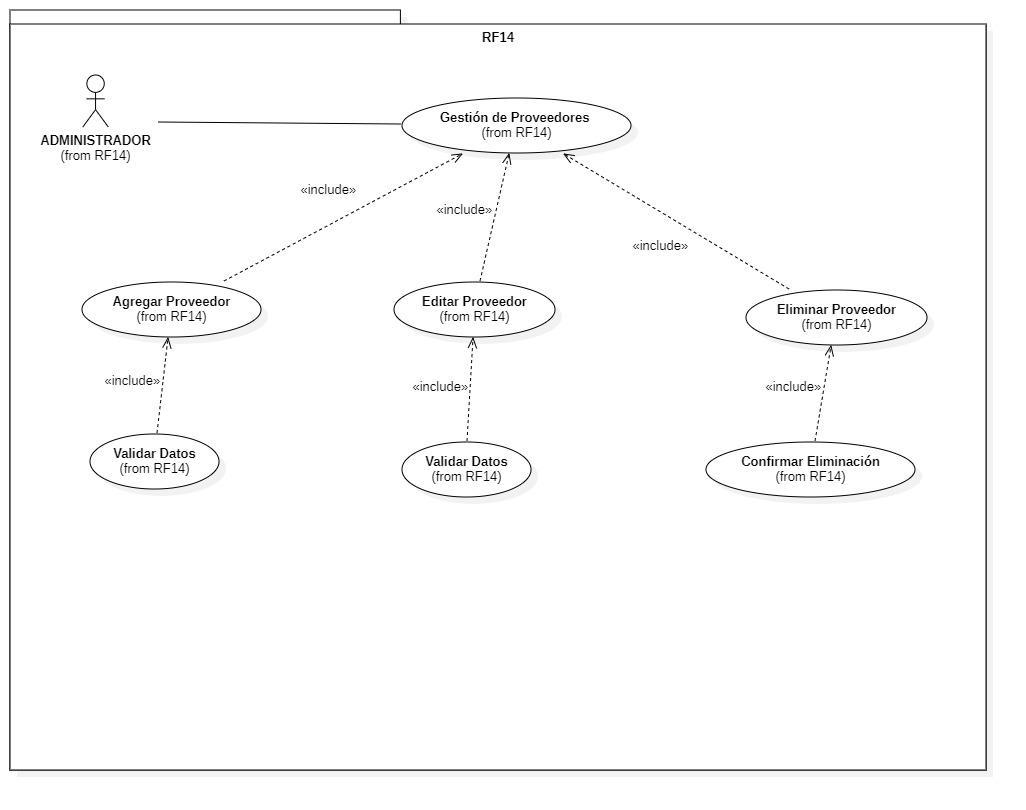 RF14
ADMINISTRADOR
(from RF14)
Gestión de Proveedores
(from RF14)
«include»
«include»
«include»
Agregar Proveedor
(from RF14)
Editar Proveedor
(from RF14)
Eliminar Proveedor
(from RF14)
«include»
«include»
«include»
Validar Datos
(from RF14)
Validar Datos
(from RF14)
Confirmar Eliminación
(from RF14)